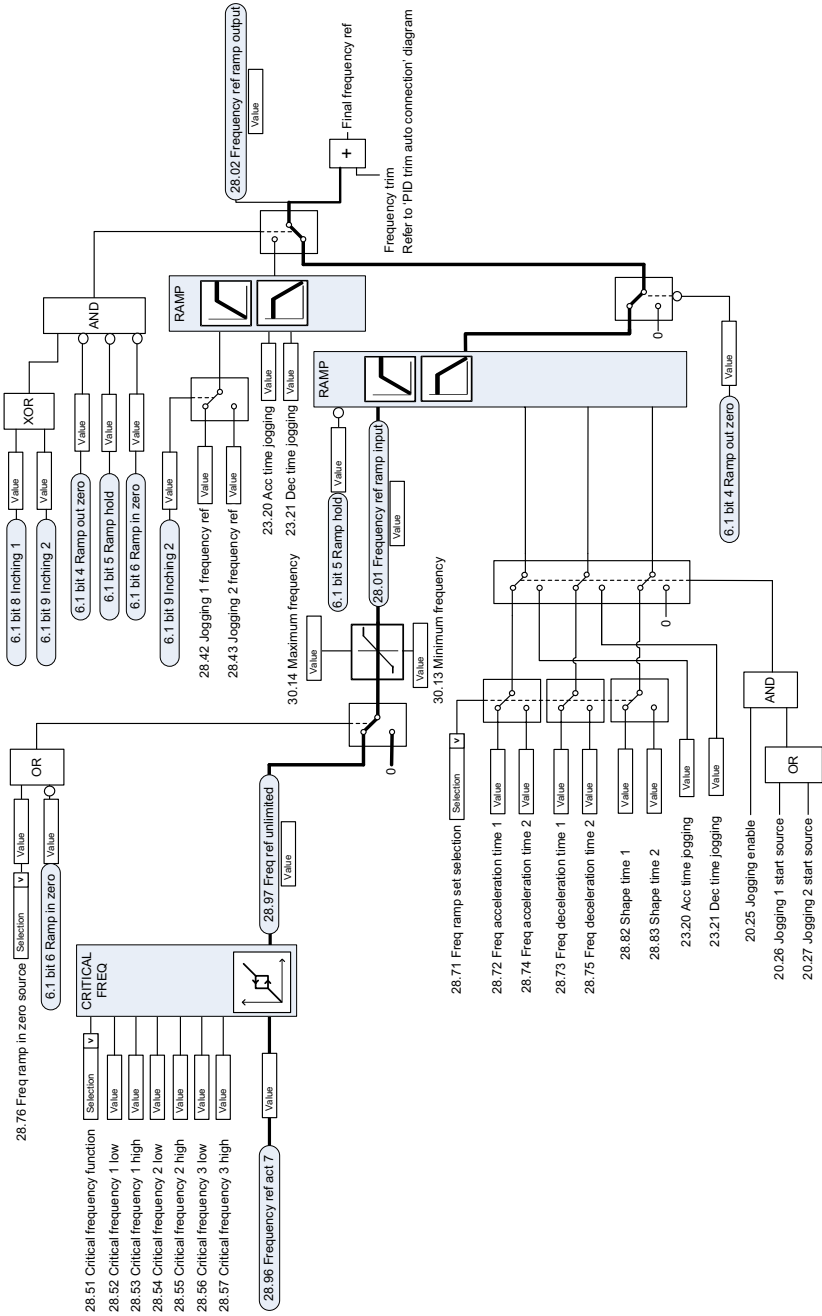 28.76 Freq ramp in zero source
Selection
v
Value
6.1 bit 6 Ramp in zero
Value
OR
28.51 Critical frequency function
Selection
v
28.52 Critical frequency 1 low
Value
28.53 Critical frequency 1 high
Value
28.54 Critical frequency 2 low
Value
28.55 Critical frequency 2 high
Value
28.56 Critical frequency 3 low
Value
28.57 Critical frequency 3 high
Value
28.96 Frequency ref act 7
Value
CRITICAL
FREQ
28.97 Freq ref unlimited
Value
0
30.14 Maximum frequency
Value
Value
30.13 Minimum frequency
6.1 bit 8 Inching 1
Value
6.1 bit 9 Inching 2
Value
XOR
6.1 bit 4 Ramp out zero
Value
6.1 bit 5 Ramp hold
Value
6.1 bit 6 Ramp in zero
Value
AND
6.1 bit 9 Inching 2
Value
28.42 Jogging 1 frequency ref
Value
28.43 Jogging 2 frequency ref
Value
23.20 Acc time jogging
Value
23.21 Dec time jogging
Value
RAMP
6.1 bit 5 Ramp hold
Value
28.01 Frequency ref ramp input
Value
RAMP
28.02 Frequency ref ramp output
Value
+
Final frequency ref
Frequency trim
Refer to 'PID trim auto connection' diagram
0
6.1 bit 4 Ramp out zero
Value
28.71 Freq ramp set selection
Selection
v
28.72 Freq acceleration time 1
Value
28.74 Freq acceleration time 2
Value
28.73 Freq deceleration time 1
Value
28.75 Freq deceleration time 2
Value
28.82 Shape time 1
Value
28.83 Shape time 2
Value
23.20 Acc time jogging
Value
23.21 Dec time jogging
Value
0
20.25 Jogging enable
20.26 Jogging 1 start source
20.27 Jogging 2 start source
OR
AND